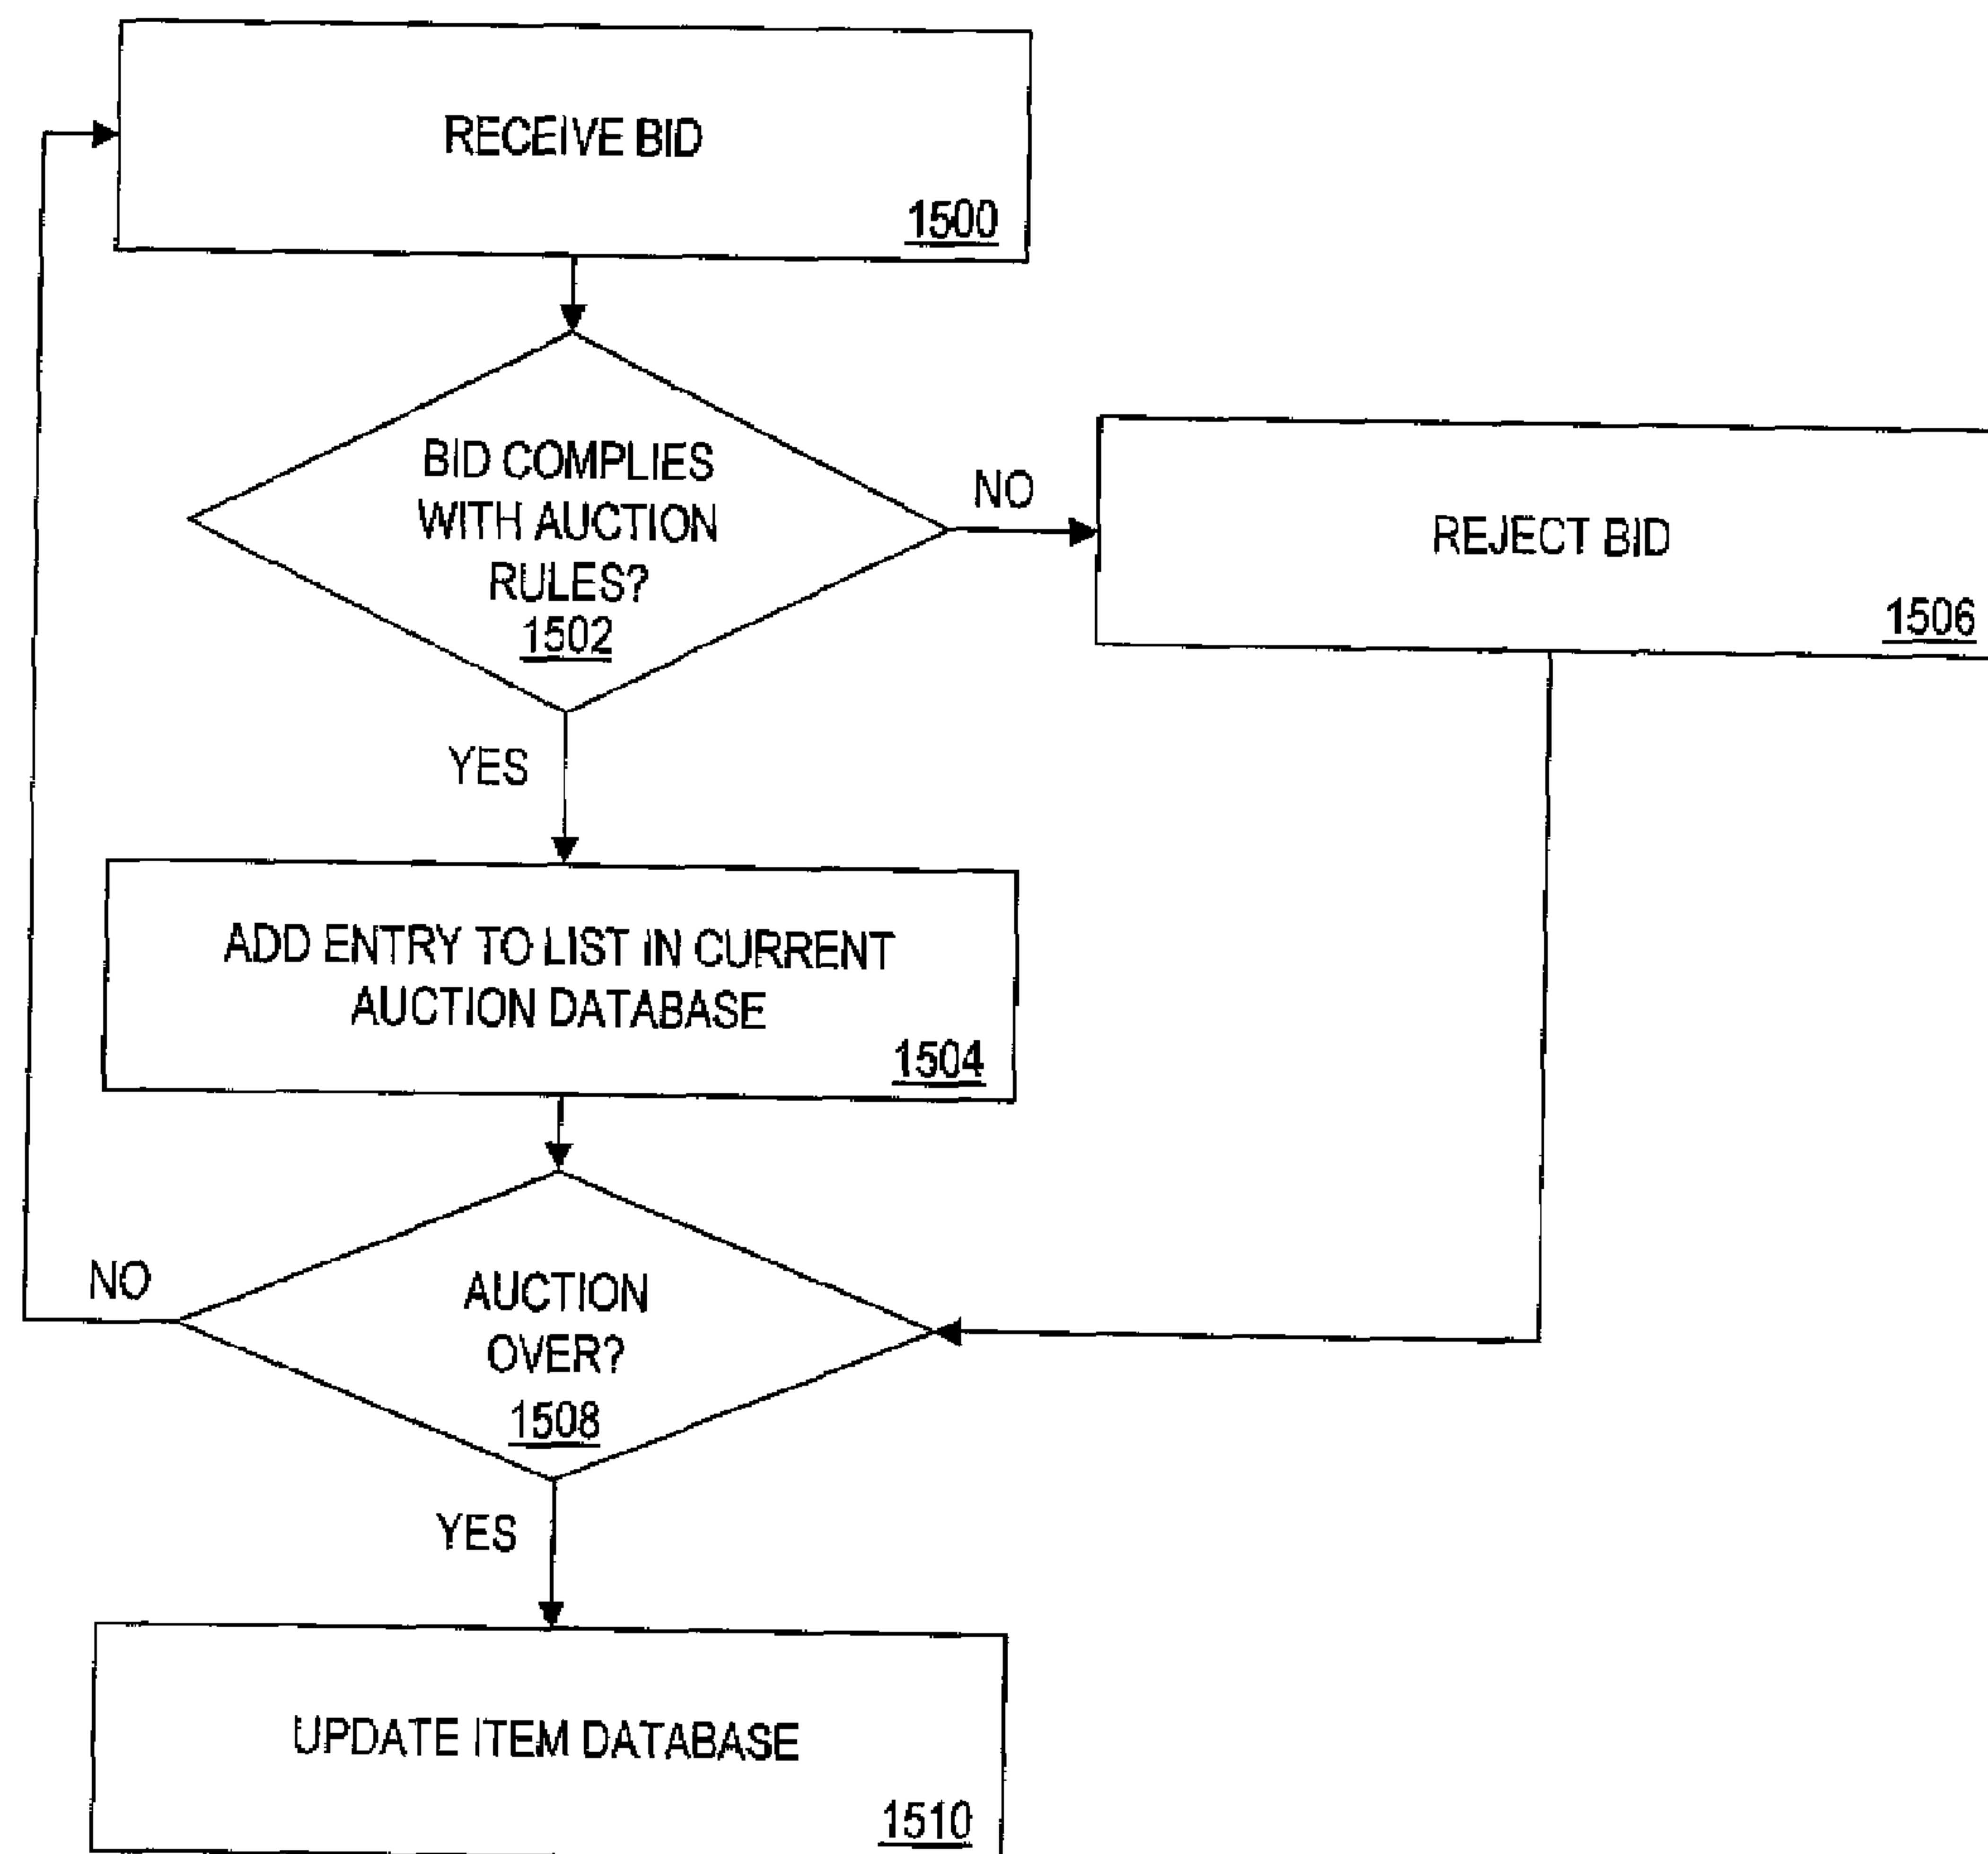 RECEIVE BID
1500
BID COMPLIES
WITH AUCTION
RULES?
1502
NO
REJECT BID
1506
YES
ADD ENTRY TO LIST IN CURRENT
AUCTION DATABASE
1504
NO
AUCTION
OVER?
1508
YES
UPDATE ITEM DATABASE
1510